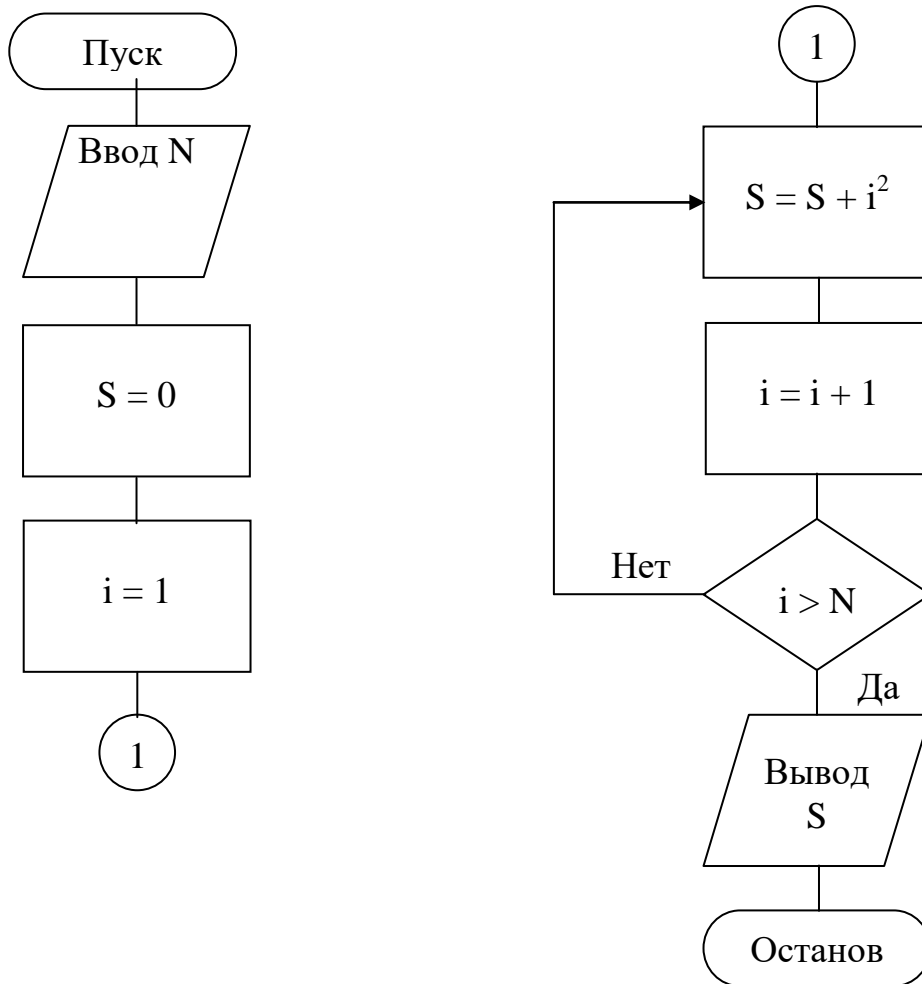 Пуск
Ввод N
S = 0
i = 1
1
1
S = S + i²
i = i + 1
Нет
i > N
Да
Вывод
S
Останов